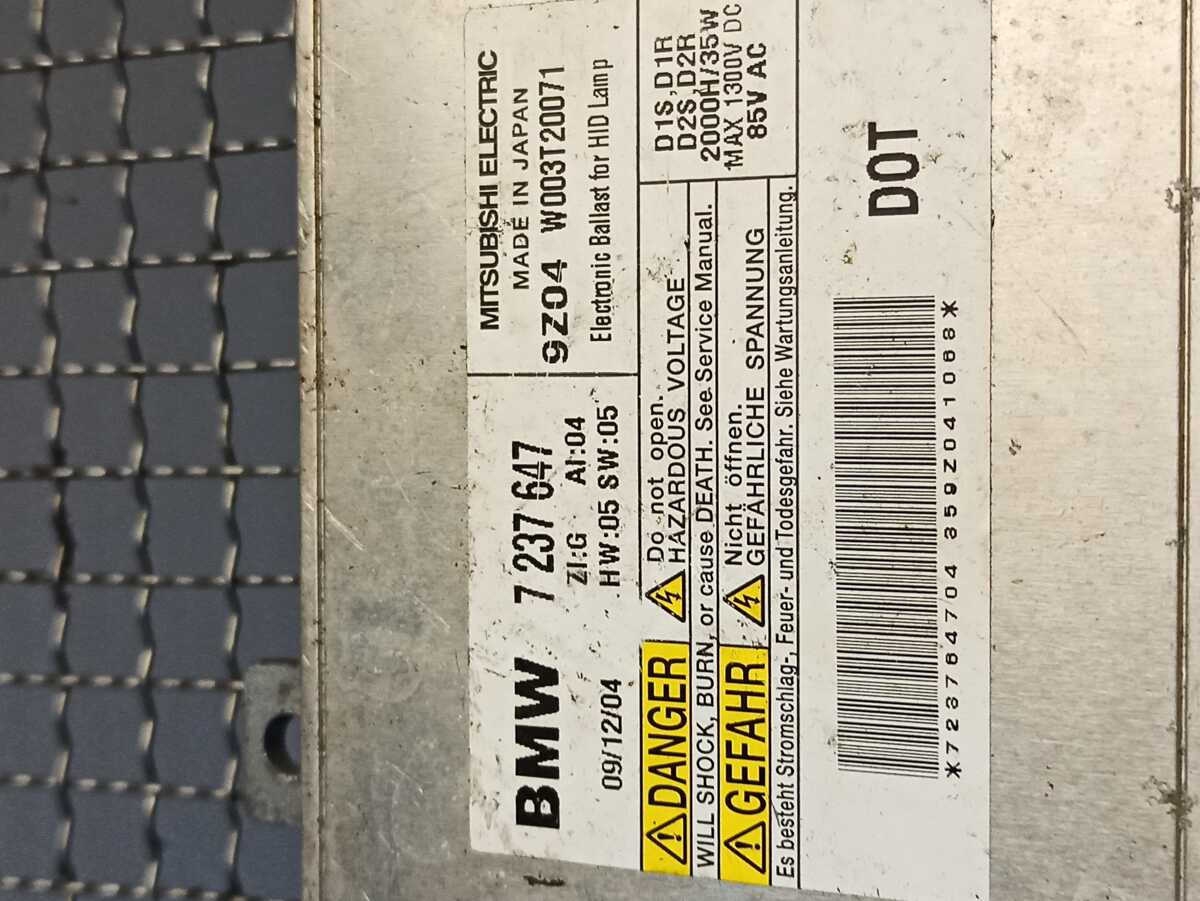 BMW 7 237 647
ZI:G AI:04
09/12/04 HW:05 SW:05
MITSUBISHI ELECTRIC
MADE IN JAPAN
9Z04 W003T20071
Electronic Ballast for HID Lamp
DANGER
Do not open.
HAZARDOUS VOLTAGE
WILL SHOCK, BURN, or cause DEATH. See Service Manual.
GEFAHR
Nicht öffnen.
GEFÄHRLICHE SPANNUNG
Es besteht Stromschlag-, Feuer- und Todesgefahr. Siehe Wartungsanleitung.
D1S,D1R
D2S,D2R
2000H/35W
MAX 1300V DC
85V AC
*723764704 359Z041068*
DOT